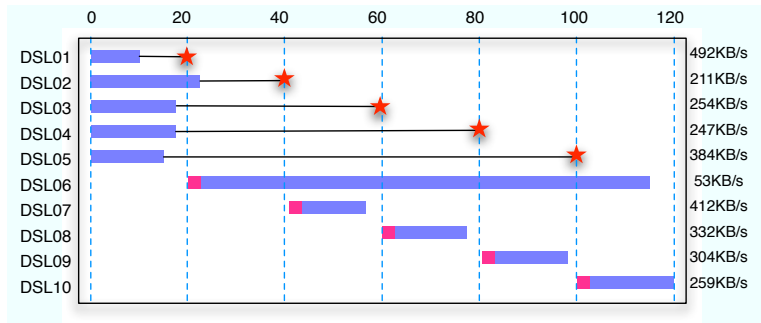 0 20 40 60 80 100 120
DSL01 492KB/s
DSL02 211KB/s
DSL03 254KB/s
DSL04 247KB/s
DSL05 384KB/s
DSL06 53KB/s
DSL07 412KB/s
DSL08 332KB/s
DSL09 304KB/s
DSL10 259KB/s